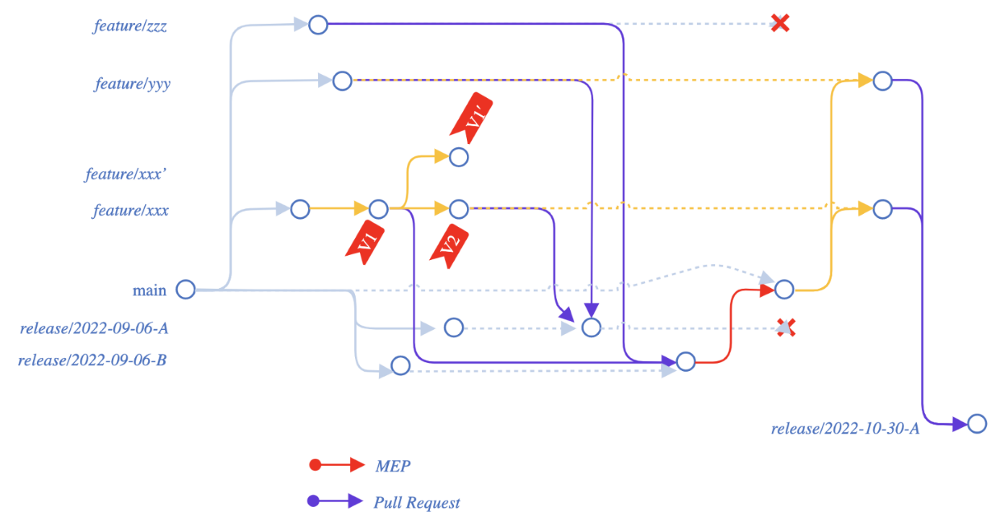 feature/zzz
feature/yyy
V1′
feature/xxx’
feature/xxx
V1
V2
main
release/2022-09-06-A
release/2022-09-06-B
release/2022-10-30-A
MEP
Pull Request